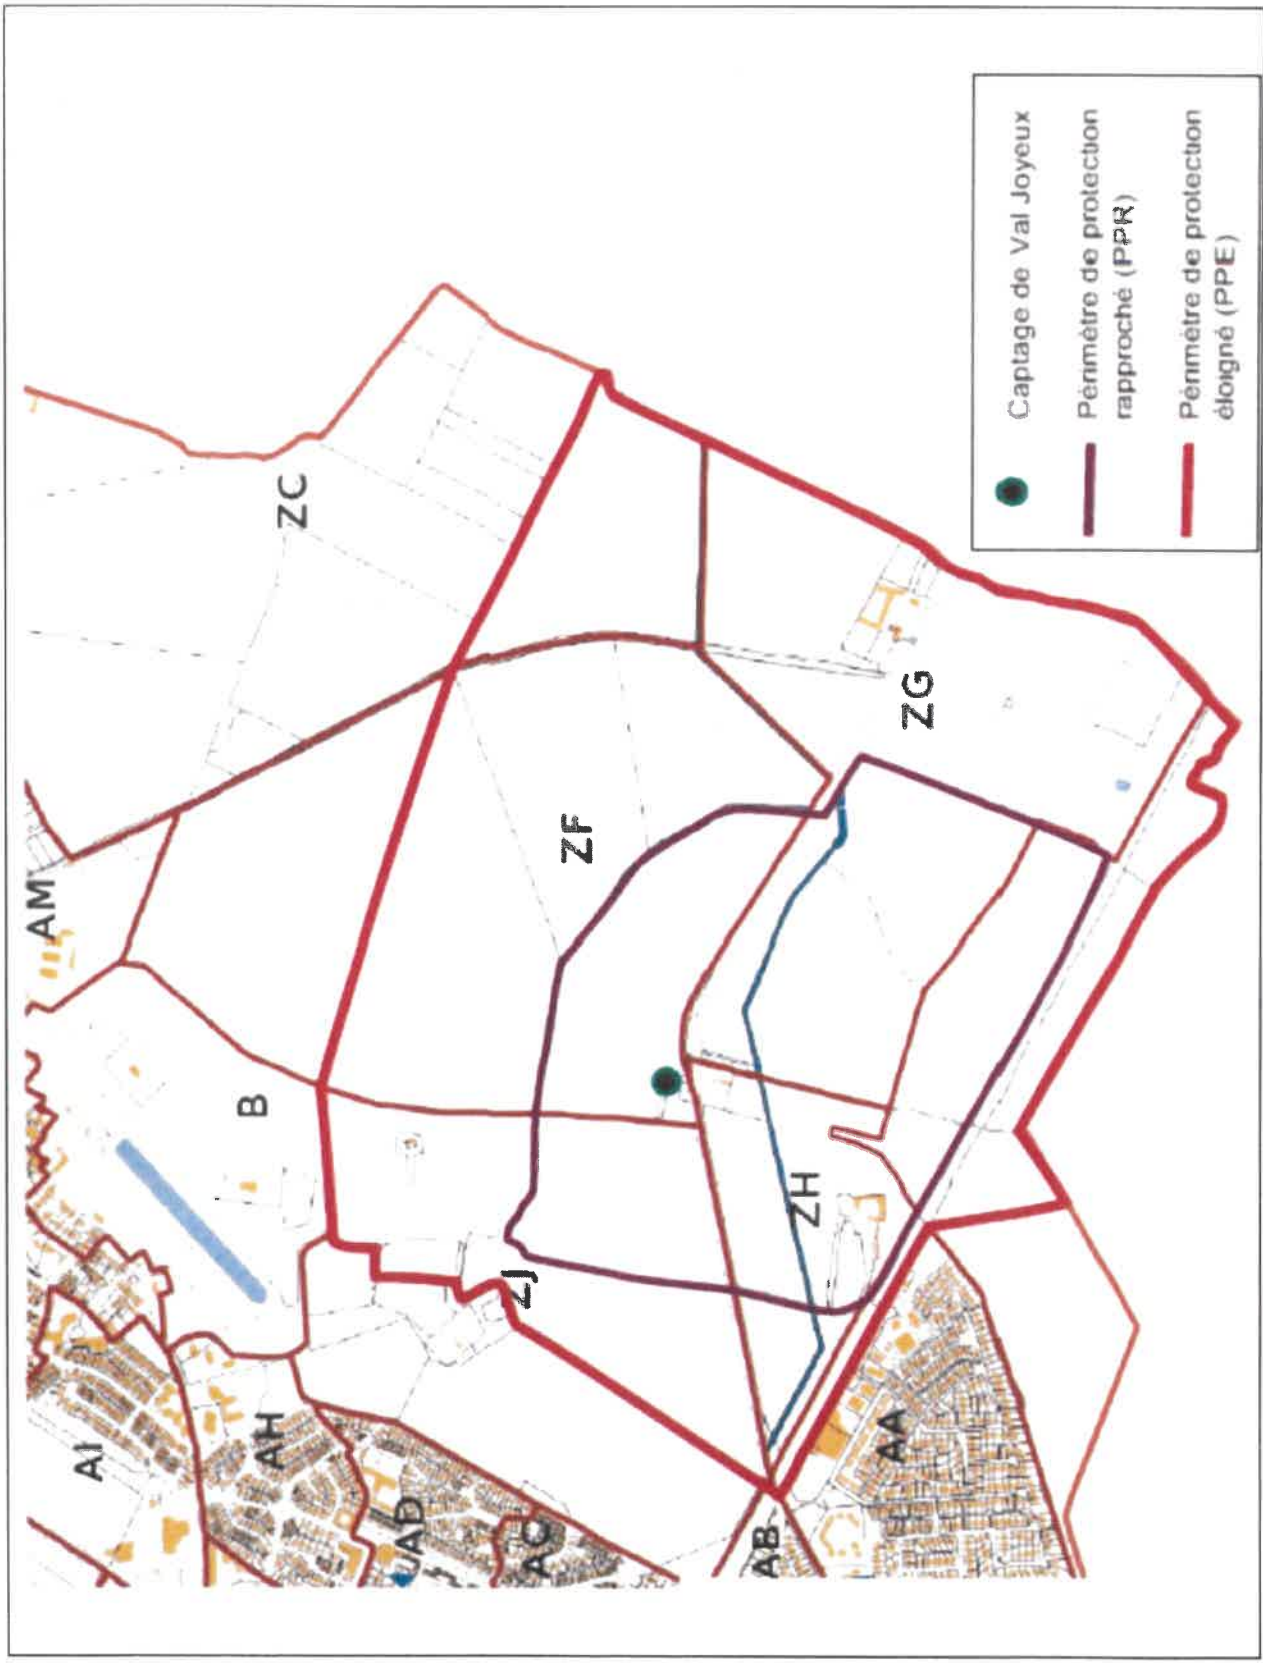 AI
AH
AD
AC
AB
AA
B
ZJ
ZH
AM
ZF
ZG
ZC
Captage de Val Joyeux
Périmètre de protection
rapproché (PPR)
Périmètre de protection
éloigné (PPE)